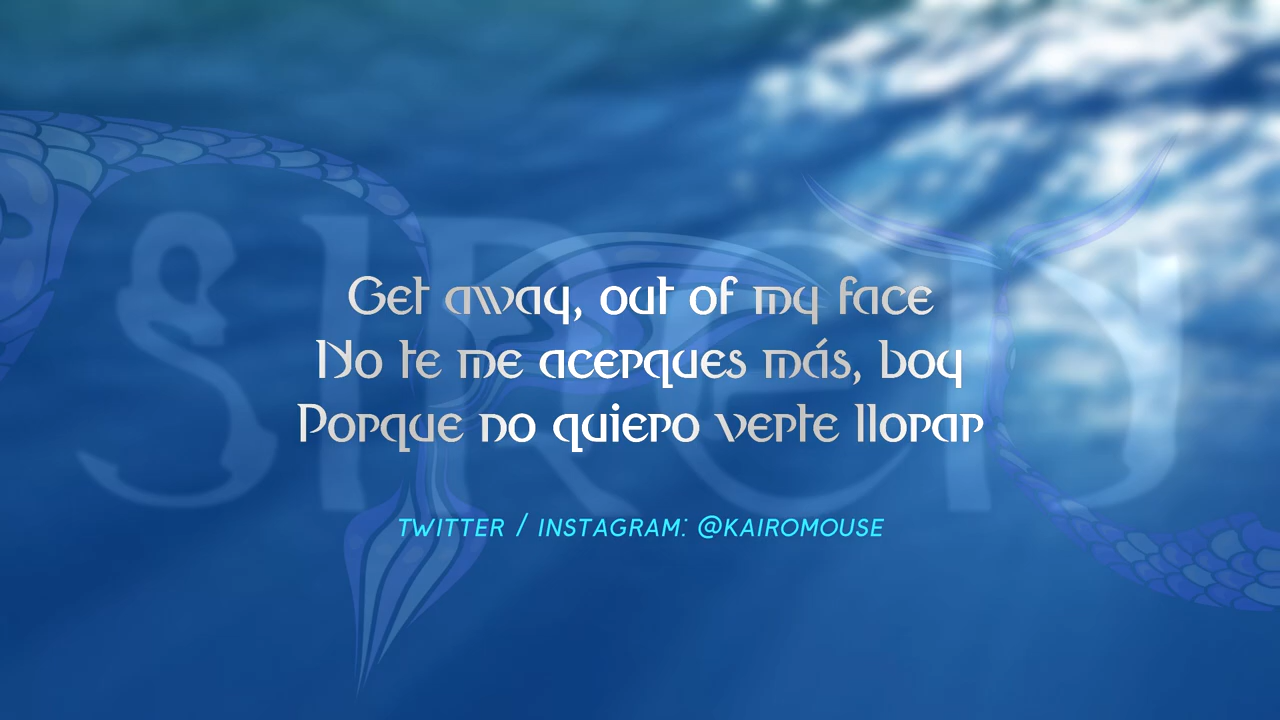 SIREN
Get away, out of my face
No te me acerques más, boy
Porque no quiero verte llorar
TWITTER / INSTAGRAM: @KAIROMOUSE